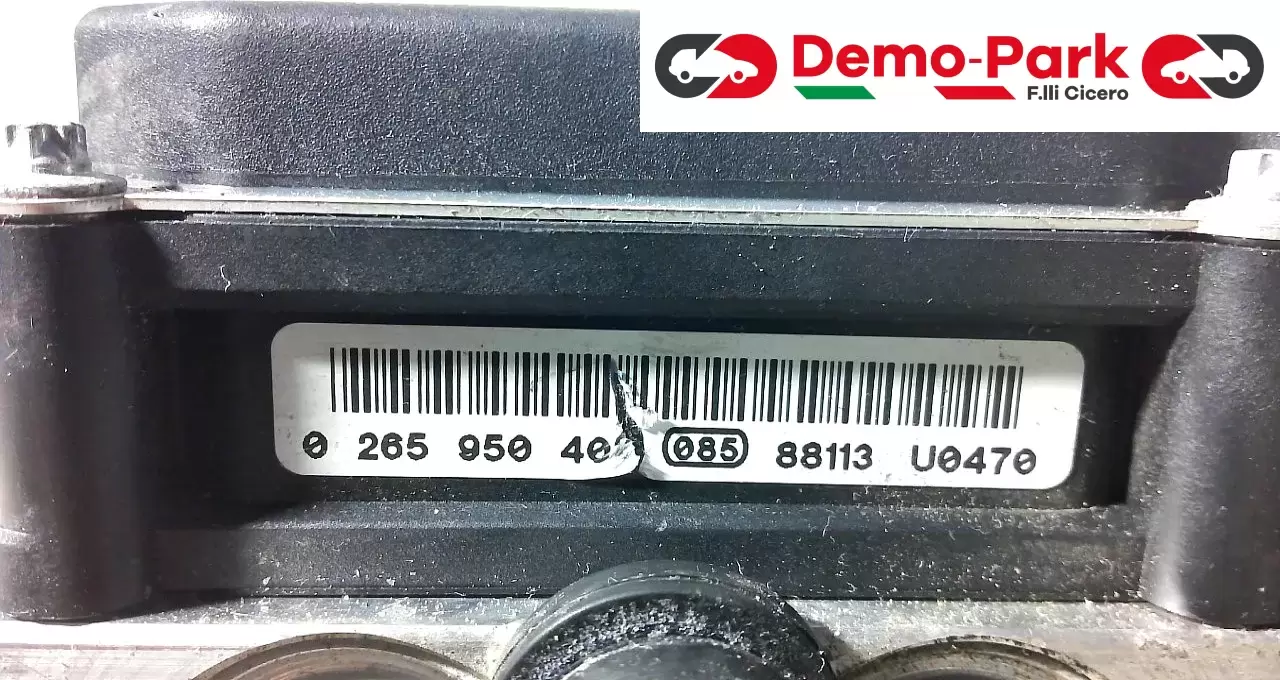 Demo-Park
F.lli Cicero
0 265 950 085 88113 U0470